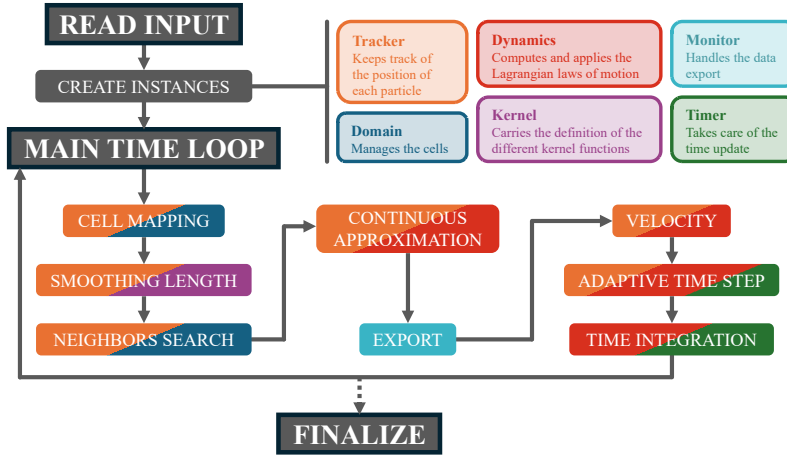 READ INPUT
CREATE INSTANCES
MAIN TIME LOOP
Tracker
Keeps track of
the position of
each particle
Dynamics
Computes and applies the
Lagrangian laws of motion
Monitor
Handles the data
export
Domain
Manages the cells
Kernel
Carries the definition of the
different kernel functions
Timer
Takes care of the
time update
CELL MAPPING
SMOOTHING LENGTH
NEIGHBORS SEARCH
CONTINUOUS
APPROXIMATION
EXPORT
VELOCITY
ADAPTIVE TIME STEP
TIME INTEGRATION
FINALIZE